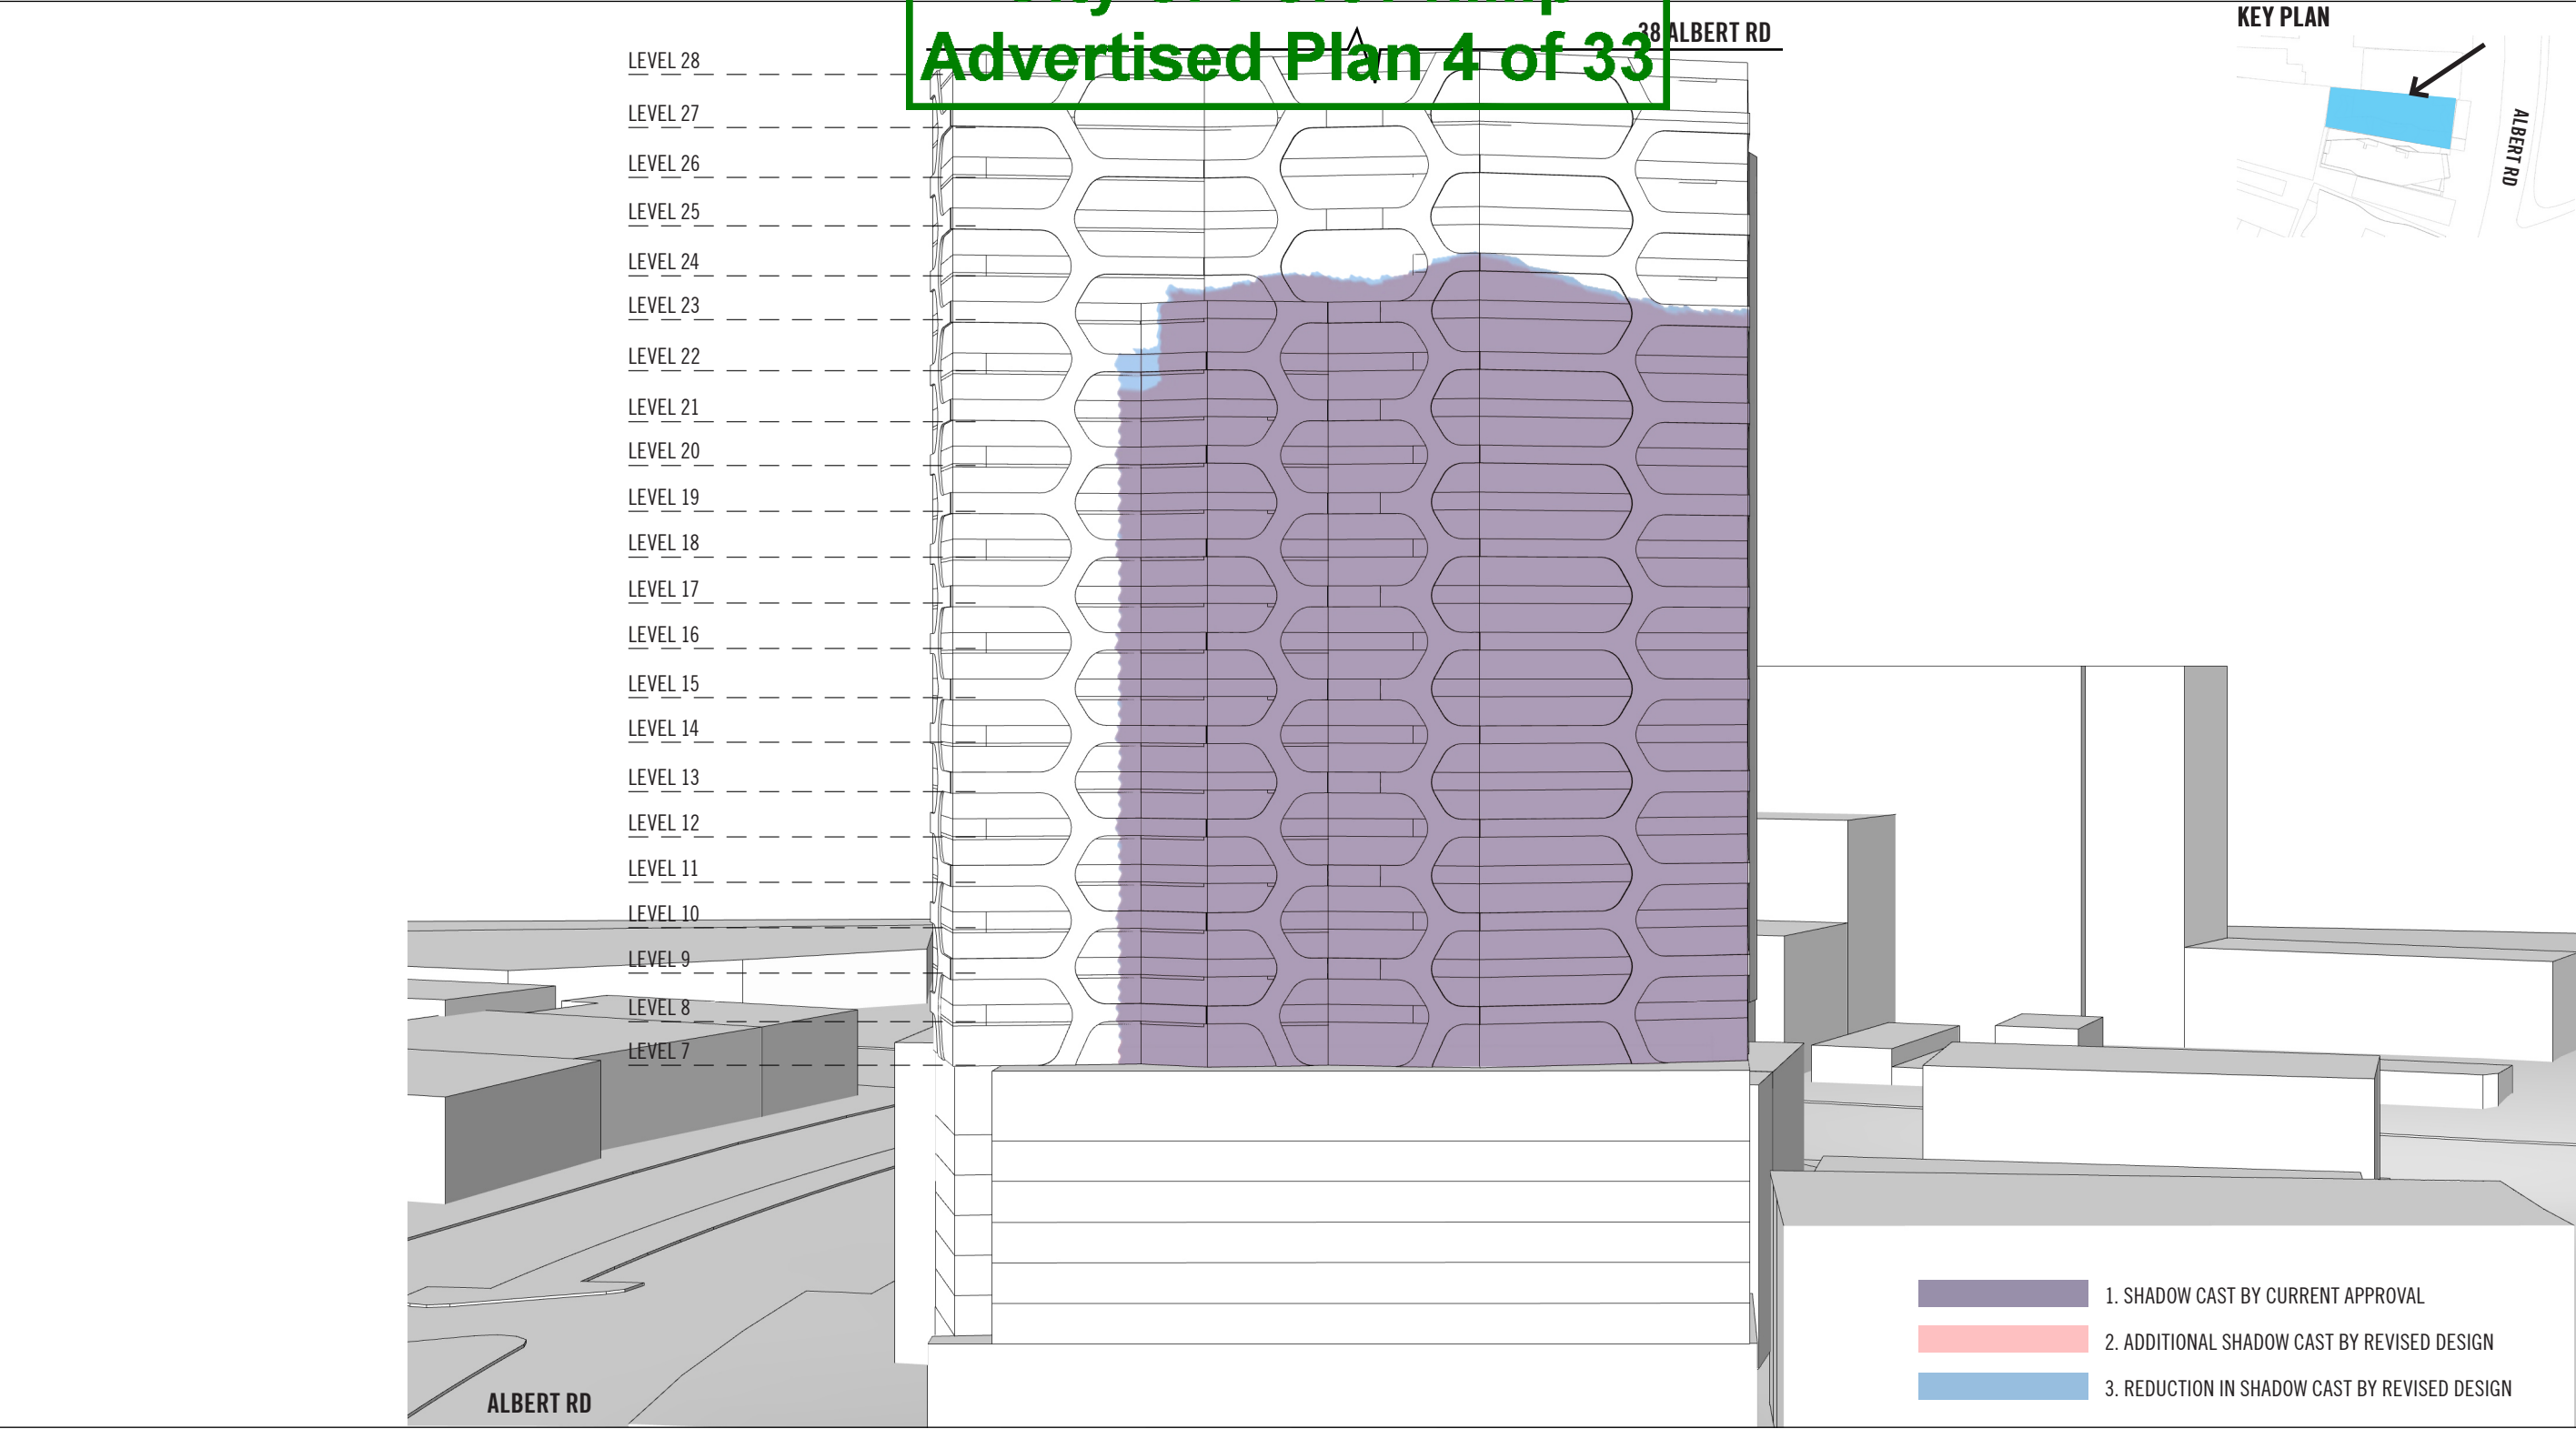 Advertised Plan 4 of 33
38 ALBERT RD
KEY PLAN
ALBERT RD
LEVEL 28
LEVEL 27
LEVEL 26
LEVEL 25
LEVEL 24
LEVEL 23
LEVEL 22
LEVEL 21
LEVEL 20
LEVEL 19
LEVEL 18
LEVEL 17
LEVEL 16
LEVEL 15
LEVEL 14
LEVEL 13
LEVEL 12
LEVEL 11
LEVEL 10
LEVEL 9
LEVEL 8
LEVEL 7
ALBERT RD
1. SHADOW CAST BY CURRENT APPROVAL
2. ADDITIONAL SHADOW CAST BY REVISED DESIGN
3. REDUCTION IN SHADOW CAST BY REVISED DESIGN